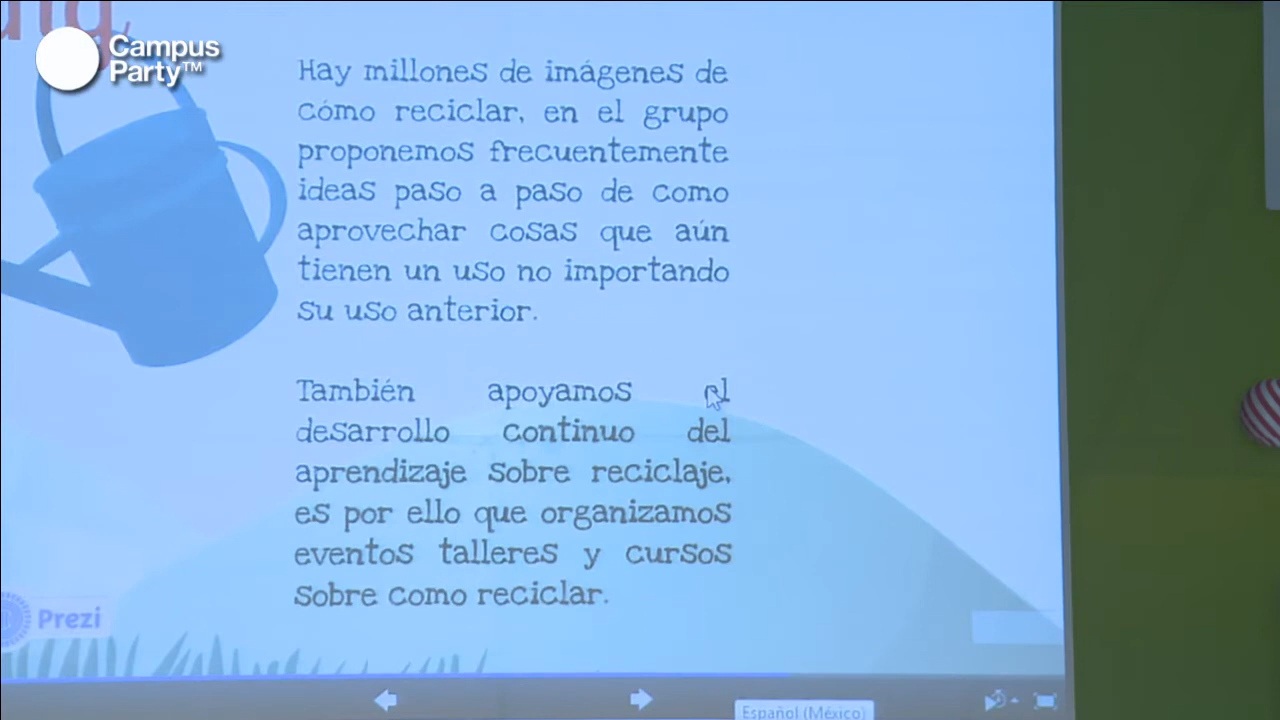 Campus
Party™
Hay millones de imágenes de
cómo reciclar, en el grupo
proponemos frecuentemente
ideas paso a paso de como
aprovechar cosas que aún
tienen un uso no importando
su uso anterior.
También apoyamos el
desarrollo continuo del
aprendizaje sobre reciclaje,
es por ello que organizamos
eventos talleres y cursos
sobre como reciclar.
Prezi
Español (México)